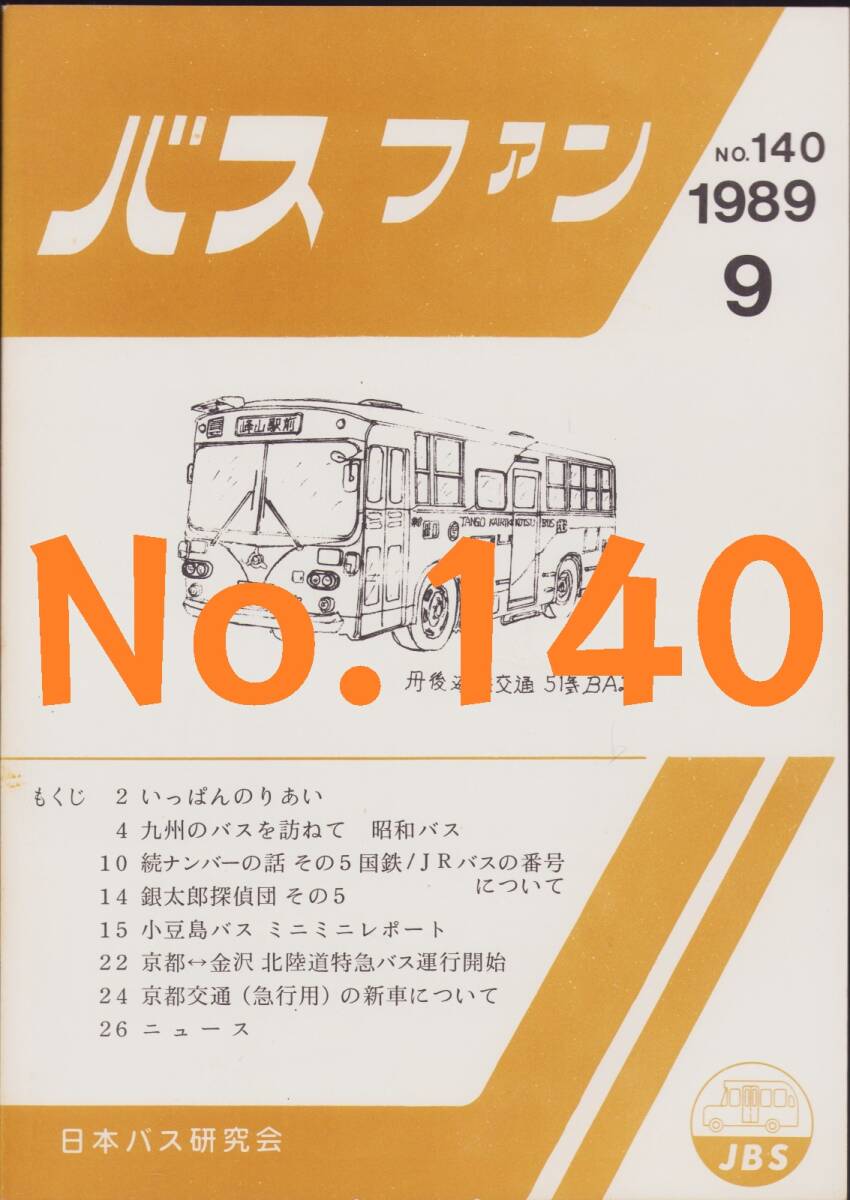 バスファン
NO.140
1989
9
峰山駅前
TANGO KAIRIKU KOTSU BUS
No.140
丹後 交通 51年BA
もくじ 2 いっぱんのりあい
4 九州のバスを訪ねて 昭和バス
10 続ナンバーの話 その5 国鉄/JRバスの番号
について
14 銀太郎探偵団 その5
15 小豆島バス ミニミニレポート
22 京都↔金沢 北陸道特急バス運行開始
24 京都交通(急行用)の新車について
26 ニュース
日本バス研究会
JBS